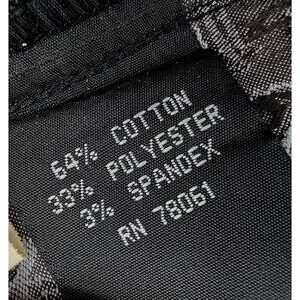 64% COTTON
33% POLYESTER
3% SPANDEX
RN 78061